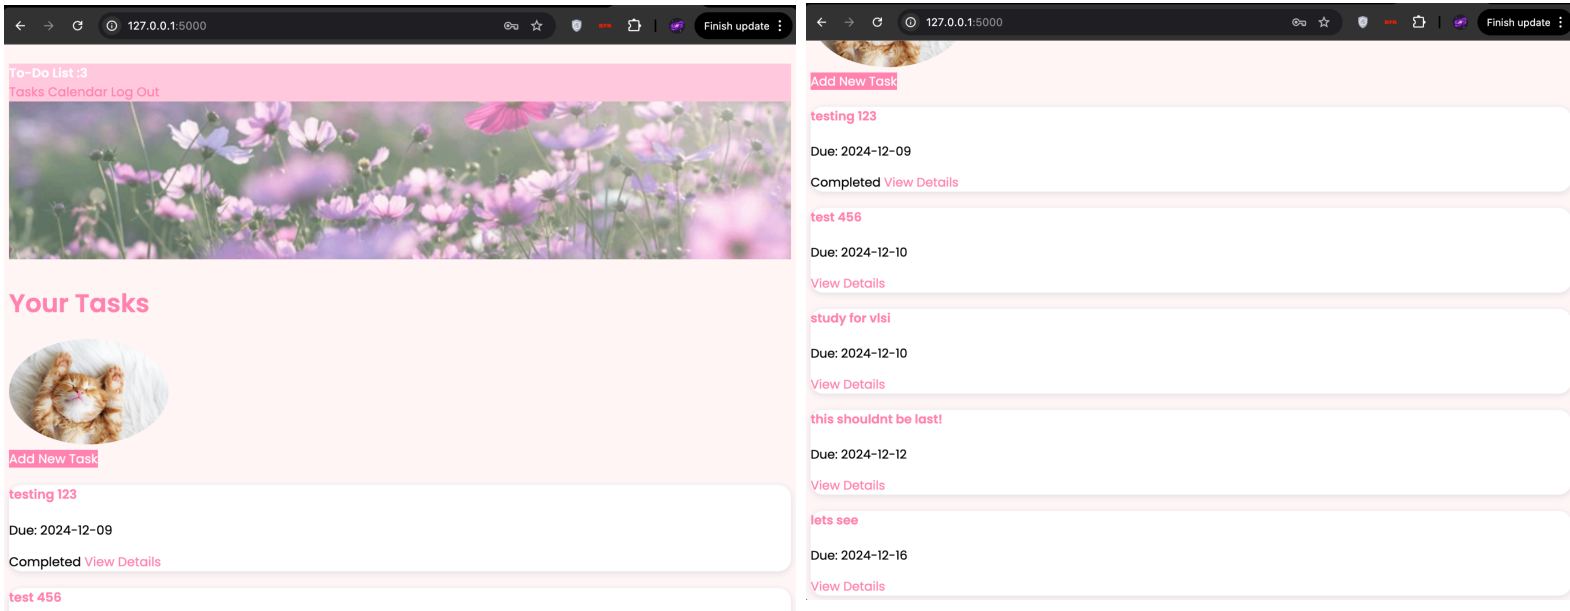 127.0.0.1:5000
Finish update
To-Do List :3
Tasks Calendar Log Out
Your Tasks
Add New Task
testing 123
Due: 2024-12-09
Completed View Details
test 456
127.0.0.1:5000
Finish update
Add New Task
testing 123
Due: 2024-12-09
Completed View Details
test 456
Due: 2024-12-10
View Details
study for vlsi
Due: 2024-12-10
View Details
this shouldnt be last!
Due: 2024-12-12
View Details
lets see
Due: 2024-12-16
View Details